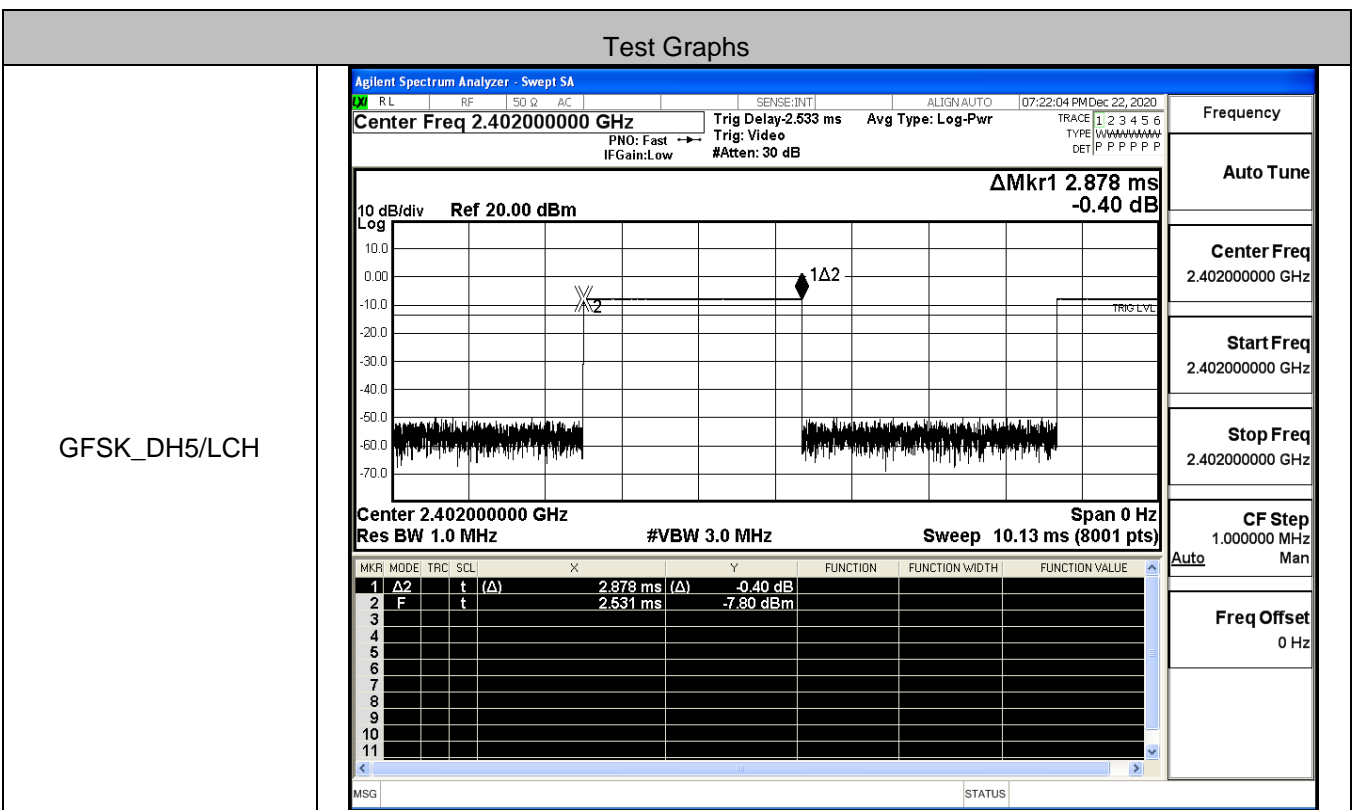 Test Graphs
GFSK_DH5/LCH
Agilent Spectrum Analyzer - Swept SA
LXI RL RF 50 Ω AC SENSE:INT ALIGN AUTO 07:22:04 PM Dec 22, 2020
Center Freq 2.402000000 GHz
PNO: Fast
IFGain:Low
Trig Delay-2.533 ms
Trig: Video
#Atten: 30 dB
Avg Type: Log-Pwr
TRACE 1 2 3 4 5 6
TYPE WWWWWW
DET P P P P P P
ΔMkr1 2.878 ms
-0.40 dB
10 dB/div Ref 20.00 dBm
Log
10.0
0.00
-10.0
-20.0
-30.0
-40.0
-50.0
-60.0
-70.0
1Δ2
2
TRIG LVL
Center 2.402000000 GHz Span 0 Hz
Res BW 1.0 MHz #VBW 3.0 MHz Sweep 10.13 ms (8001 pts)
MKR MODE TRC SCL X Y FUNCTION FUNCTION WIDTH FUNCTION VALUE
1 Δ2 t (Δ) 2.878 ms (Δ) -0.40 dB
2 F t 2.531 ms -7.80 dBm
3
4
5
6
7
8
9
10
11
MSG STATUS
Frequency
Auto Tune
Center Freq
2.402000000 GHz
Start Freq
2.402000000 GHz
Stop Freq
2.402000000 GHz
CF Step
1.000000 MHz
Auto Man
Freq Offset
0 Hz